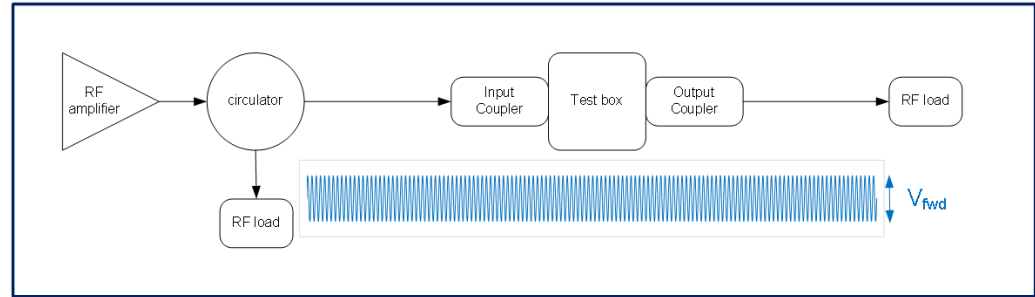 RF
amplifier
circulator
Input
Coupler
Test box
Output
Coupler
RF load
RF load
Vfwd